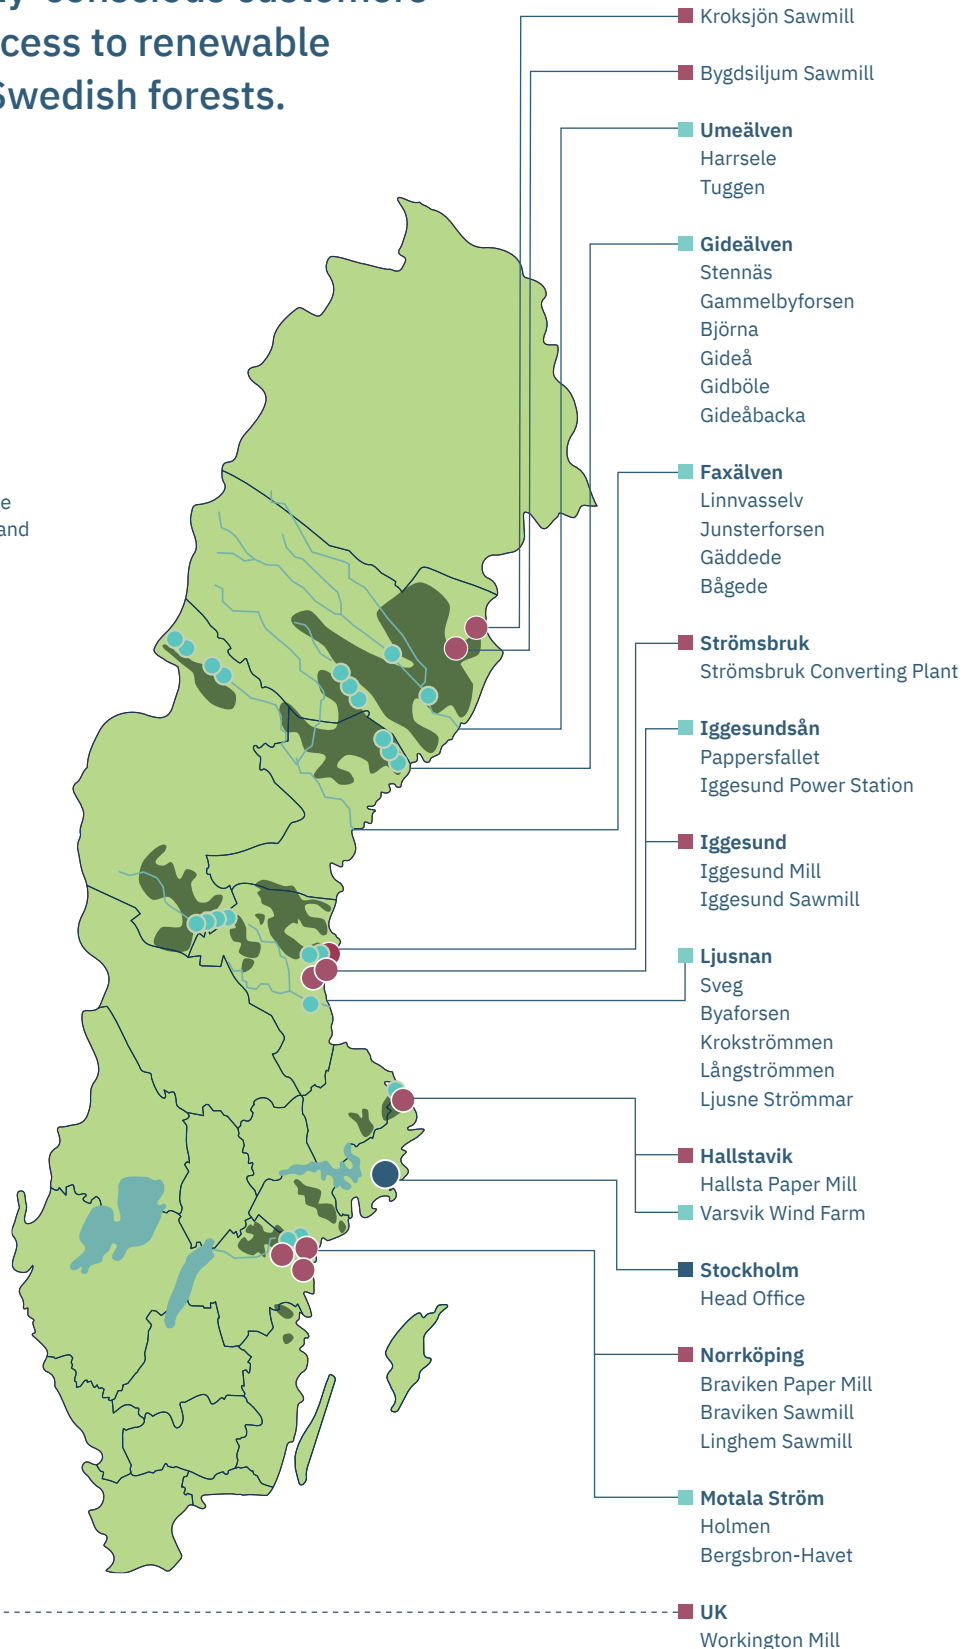 cess to renewable
Swedish forests.
and
Kroksjön Sawmill
Bygdsiljum Sawmill
Umeälven
Harrsele
Tuggen
Gideälven
Stennäs
Gammelbyforsen
Björna
Gideå
Gidböle
Gideåbacka
Faxälven
Linnvasselv
Junsterforsen
Gäddede
Bågede
Strömsbruk
Strömsbruk Converting Plant
Iggesundsån
Pappersfallet
Iggesund Power Station
Iggesund
Iggesund Mill
Iggesund Sawmill
Ljusnan
Sveg
Byaforsen
Krokströmmen
Långströmmen
Ljusne Strömmar
Hallstavik
Hallsta Paper Mill
Varsvik Wind Farm
Stockholm
Head Office
Norrköping
Braviken Paper Mill
Braviken Sawmill
Linghem Sawmill
Motala Ström
Holmen
Bergsbron-Havet
UK
Workington Mill